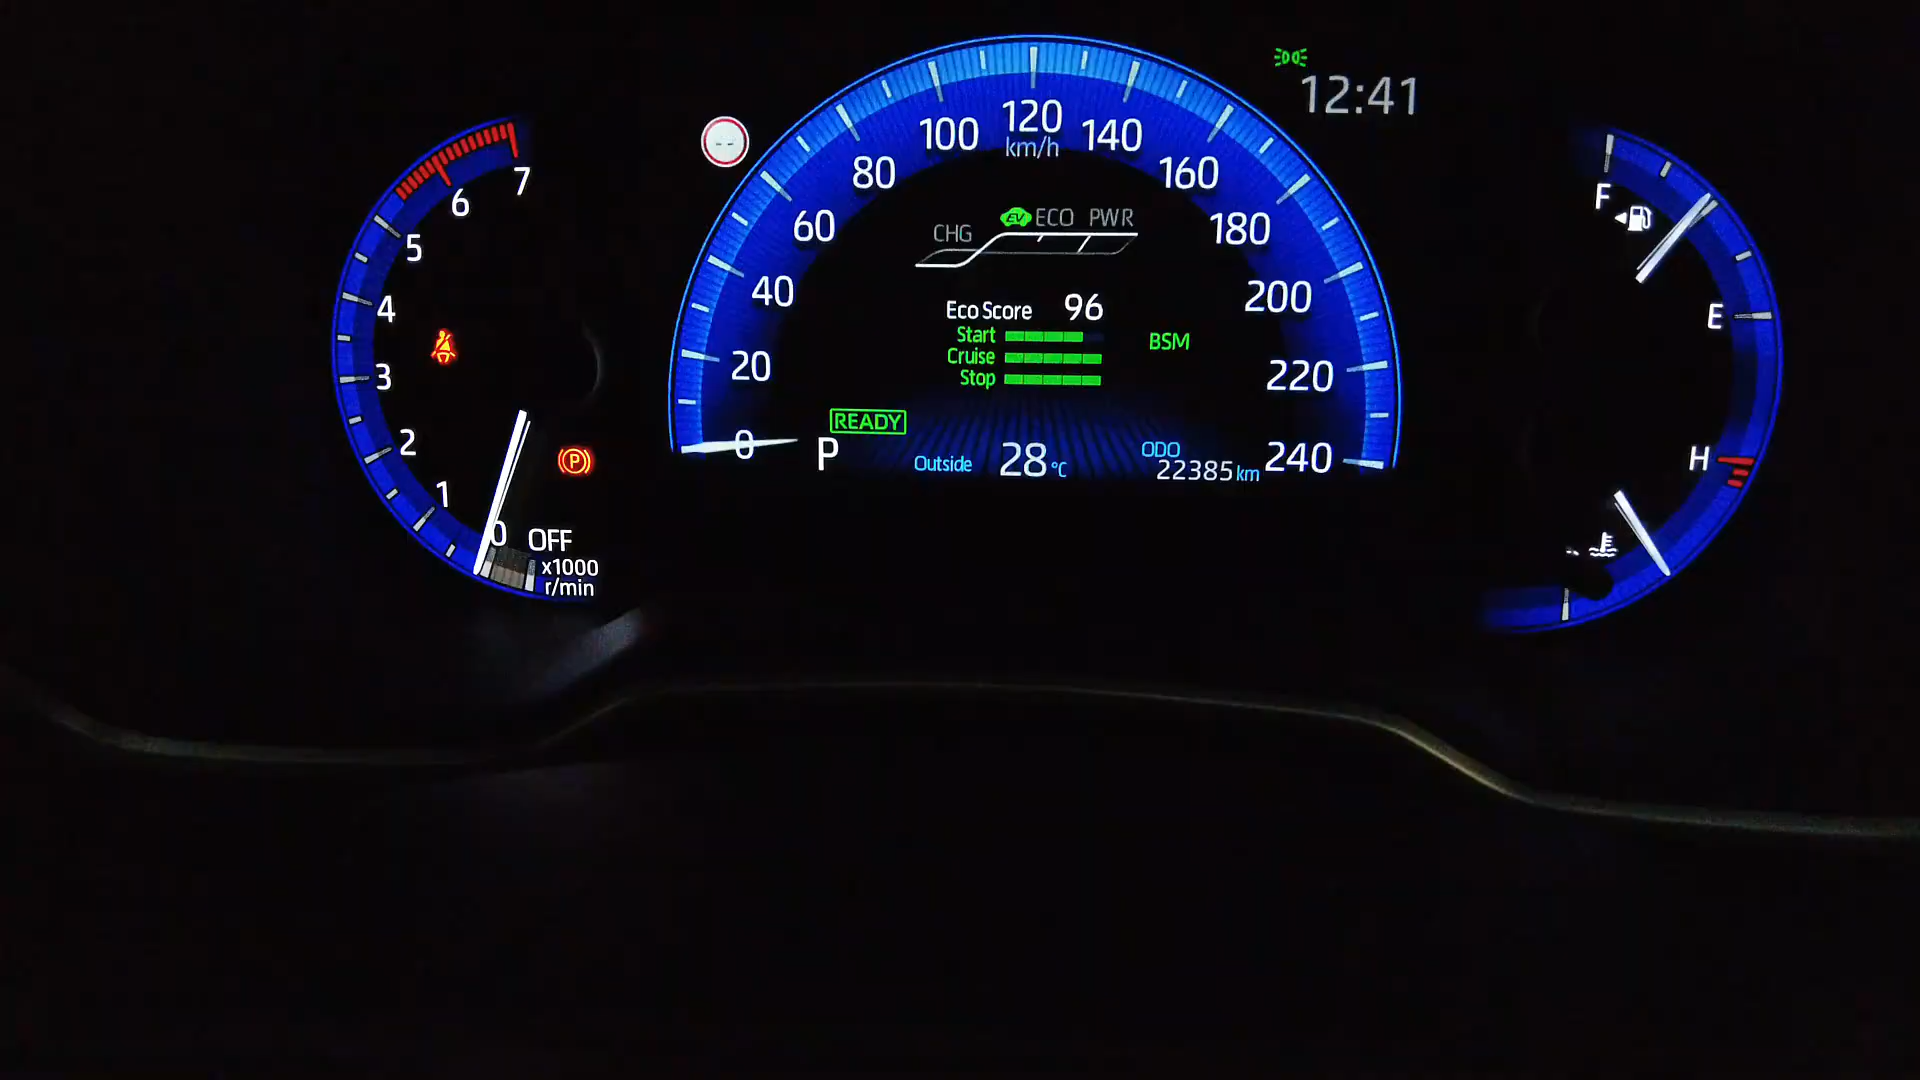 12:41
120
km/h
100
140
80
160
60
180
40
200
20
220
0
240
7
6
5
4
3
2
1
0
OFF
x1000
r/min
P
--
EV
ECO
PWR
CHG
Eco Score 96
Start
Cruise
Stop
BSM
READY
P
Outside 28°C
ODO
22385 km
F
E
H